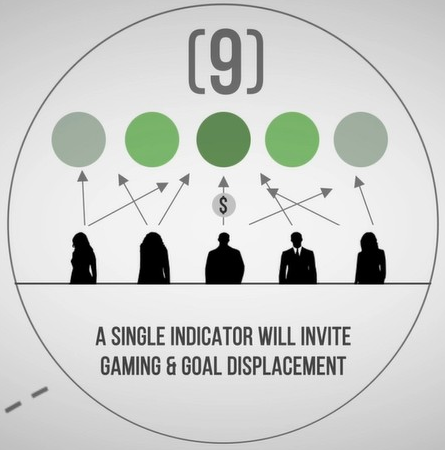 [9]
$
A SINGLE INDICATOR WILL INVITE
GAMING & GOAL DISPLACEMENT